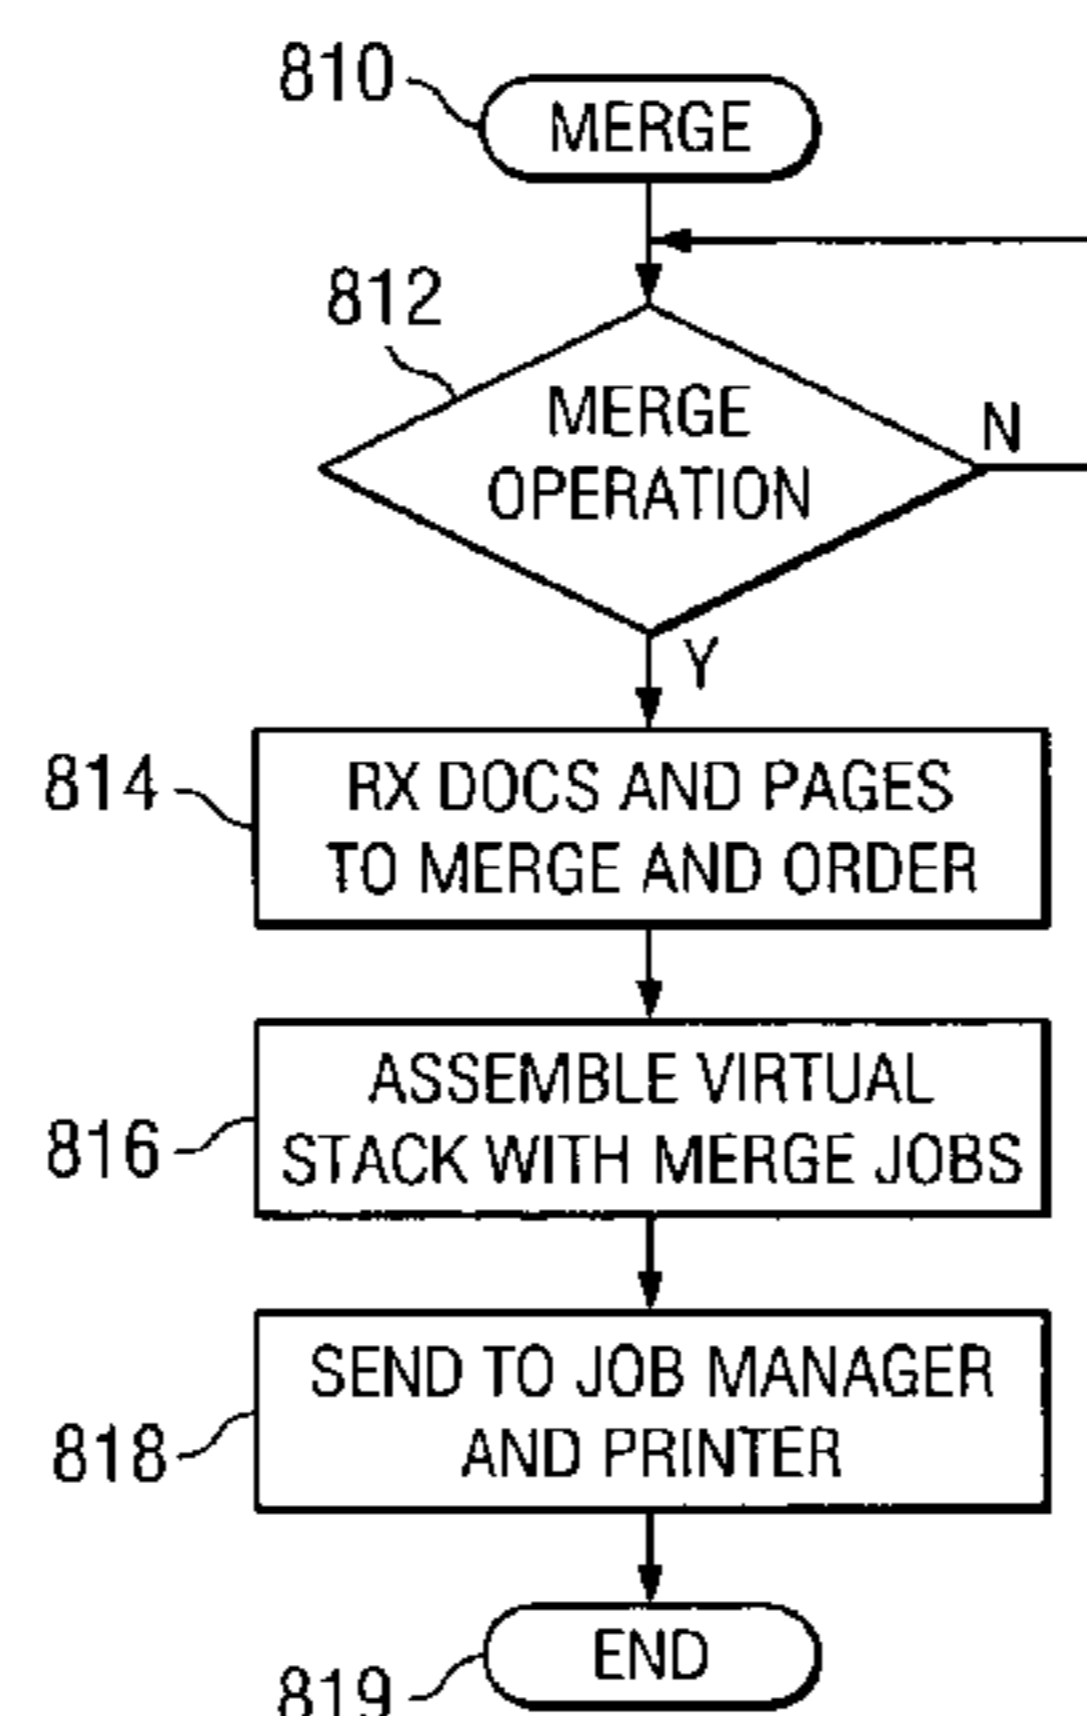 810
MERGE
812
MERGE
OPERATION
N
Y
814
RX DOCS AND PAGES
TO MERGE AND ORDER
816
ASSEMBLE VIRTUAL
STACK WITH MERGE JOBS
818
SEND TO JOB MANAGER
AND PRINTER
819
END